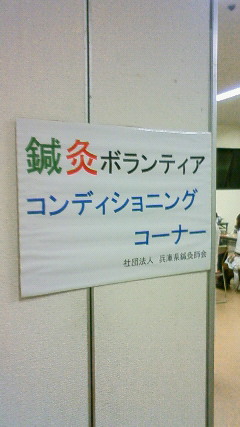 鍼灸ボランティア
コンディショニング
コーナー
社団法人 兵庫県鍼灸師会